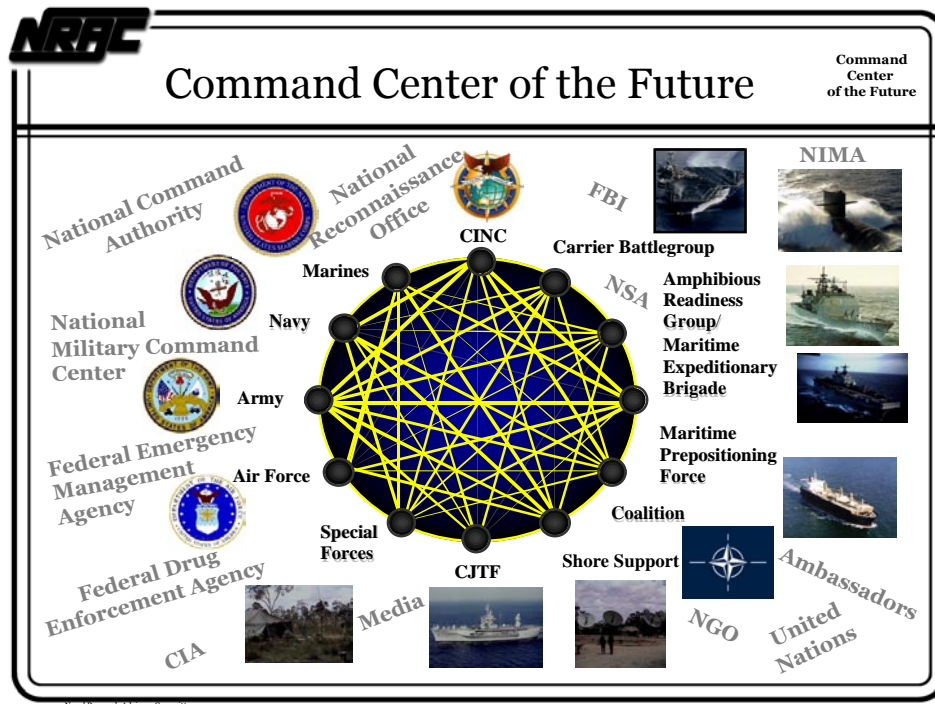 NRAC
Command Center of the Future
Command
Center
of the Future
National Command
Authority
National
Reconnaissance
Office
CINC
FBI
NIMA
Carrier Battlegroup
Marines
NSA
Amphibious
Readiness
Group/
Maritime
Expeditionary
Brigade
Navy
National
Military Command
Center
Army
Maritime
Prepositioning
Force
Federal Emergency
Management
Agency
Air Force
Coalition
Special
Forces
CJTF
Shore Support
Federal Drug
Enforcement Agency
Ambassadors
Media
NGO
United
Nations
CIA